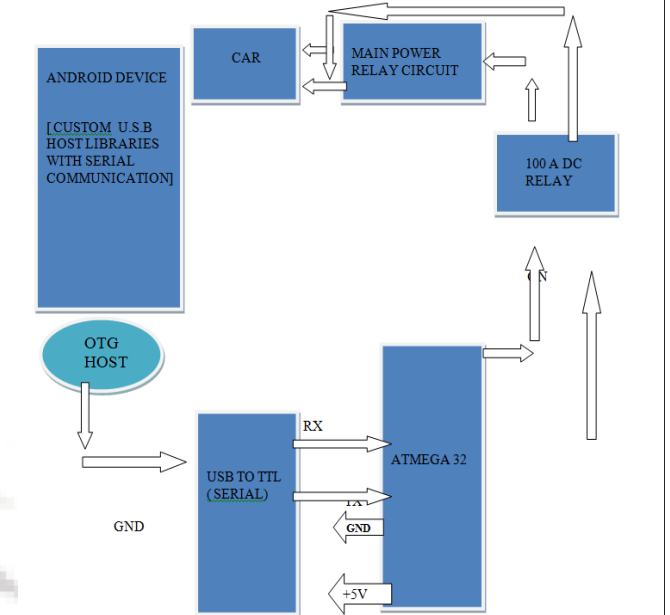 CAR
MAIN POWER
RELAY CIRCUIT
ANDROID DEVICE
[ CUSTOM U.S.B
HOST LIBRARIES
WITH SERIAL
COMMUNICATION]
100 A DC
RELAY
OTG
HOST
RX
ATMEGA 32
USB TO TTL
( SERIAL)
GND
GND
+5V